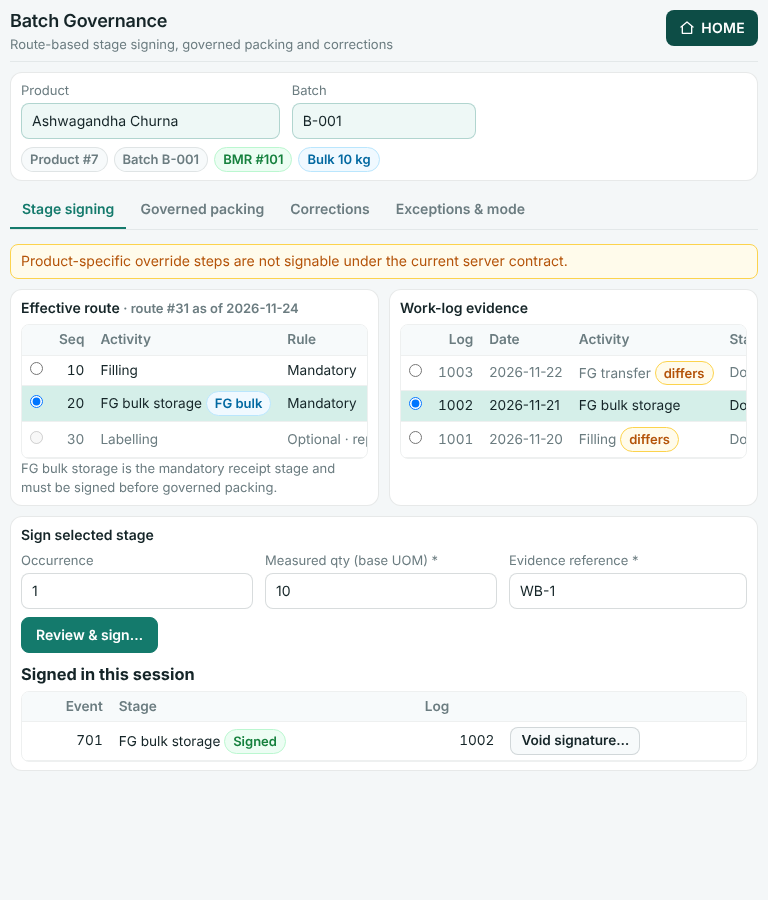 Batch Governance
Route-based stage signing, governed packing and corrections
HOME
Product
Batch
Ashwagandha Churna
B-001
Product #7
Batch B-001
BMR #101
Bulk 10 kg
Stage signing
Governed packing
Corrections
Exceptions & mode
Product-specific override steps are not signable under the current server contract.
Effective route · route #31 as of 2026-11-24
Seq Activity Rule
10 Filling Mandatory
20 FG bulk storage FG bulk Mandatory
30 Labelling Optional · rep
FG bulk storage is the mandatory receipt stage and
must be signed before governed packing.
Work-log evidence
Log Date Activity Sta
1003 2026-11-22 FG transfer differs Do
1002 2026-11-21 FG bulk storage Do
1001 2026-11-20 Filling differs Do
Sign selected stage
Occurrence
Measured qty (base UOM) *
Evidence reference *
1
10
WB-1
Review & sign...
Signed in this session
Event Stage Log
701 FG bulk storage Signed 1002 Void signature...